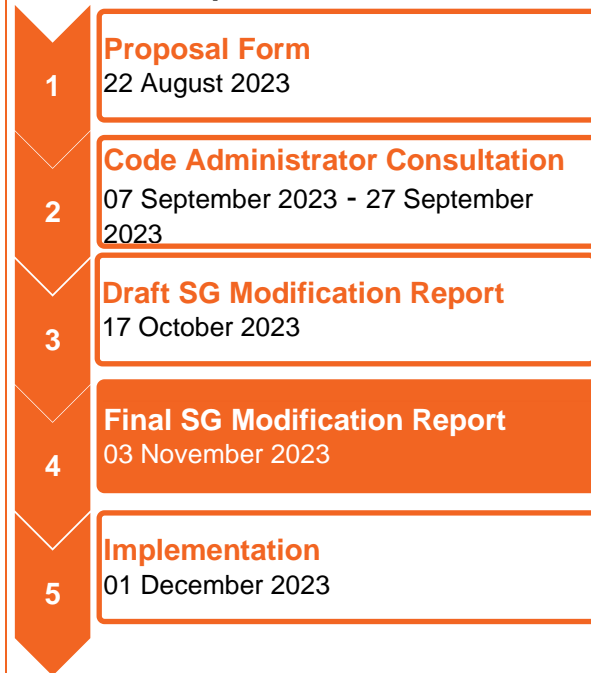 1
Proposal Form
22 August 2023
2
Code Administrator Consultation
07 September 2023 - 27 September
2023
3
Draft SG Modification Report
17 October 2023
4
Final SG Modification Report
03 November 2023
5
Implementation
01 December 2023